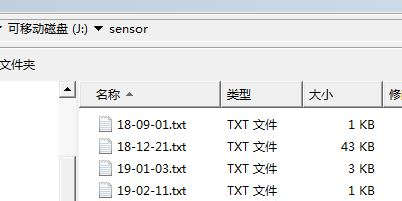 可移动磁盘 (J:) sensor
文件夹
名称 类型 大小
18-09-01.txt TXT 文件 1 KB
18-12-21.txt TXT 文件 43 KB
19-01-03.txt TXT 文件 3 KB
19-02-11.txt TXT 文件 1 KB